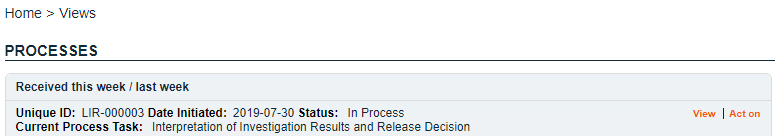 Home > Views
PROCESSES
Received this week / last week
Unique ID: LIR-000003 Date Initiated: 2019-07-30 Status: In Process
View | Act on
Current Process Task: Interpretation of Investigation Results and Release Decision